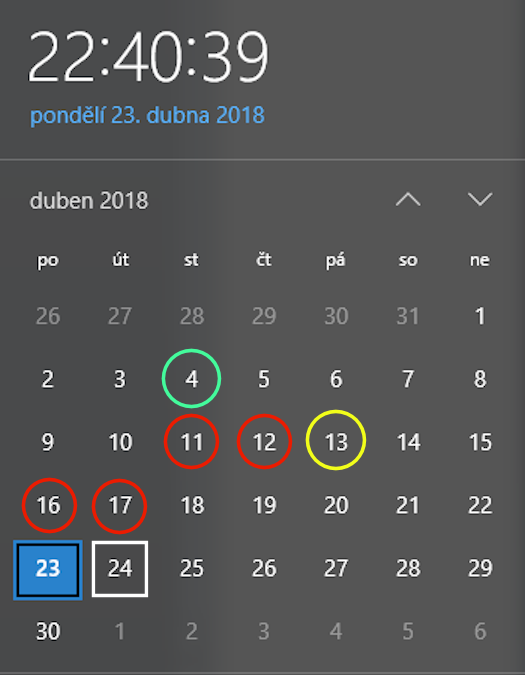 22:40:39
pondělí 23. dubna 2018
duben 2018
po út st čt pá so ne
26 27 28 29 30 31 1
2 3 4 5 6 7 8
9 10 11 12 13 14 15
16 17 18 19 20 21 22
23 24 25 26 27 28 29
30 1 2 3 4 5 6